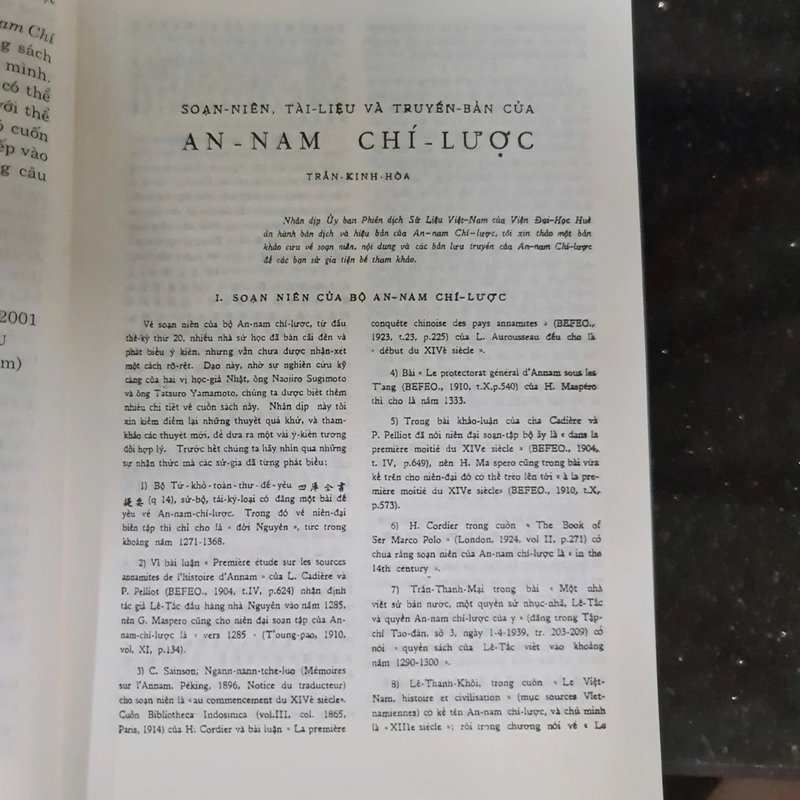 am Chí
g sách
mình.
có thể
với thể
cuốn
ếp vào
g câu
2001
U
m)
SOẠN-NIÊN, TÀI-LIỆU VÀ TRUYỀN-BẢN CỦA
AN-NAM CHÍ-LƯỢC
TRẦN-KINH-HÒA
Nhân dịp Ủy ban Phiên dịch Sử Liệu Việt-Nam của Viện Đại-Học Huế
ấn hành bản dịch và hiệu bản của An-nam Chí-lược, tôi xin thảo một bản
khảo cứu về soạn niên, nội dung và các bản lưu truyền của An-nam Chí-lược
để các bạn sử gia tiện bề tham khảo.
I. SOẠN NIÊN CỦA BỘ AN-NAM CHÍ-LƯỢC
Về soạn niên của bộ An-nam chí-lược, từ đầu
thế-kỷ thứ 20, nhiều nhà sử học đã bàn cãi đến và
phát biểu ý kiến, nhưng vẫn chưa được nhận-xét
một cách rõ-rệt. Dạo này, nhờ sự nghiên cứu kỹ
càng của hai vị học-giả Nhật, ông Naojiro Sugimoto
và ông Tatsuro Yamamoto, chúng ta được biết thêm
nhiều chi tiết về cuốn sách này. Nhân dịp này tôi
xin kiểm điểm lại những thuyết quá khứ, và tham-
khảo các thuyết mới, để đưa ra một vài ý-kiến tương
đối hợp lý. Trước hết chúng ta hãy nhìn qua những
sự nhận thức mà các sử-gia đã từng phát biểu:
1) Bộ Tứ-khố-toàn-thư-đề-yếu 四庫全書
提要 (q 14), sử-bộ, tái-ký-loại có đăng một bài đề
yếu về An-nam-chí-lược. Trong đó về niên-đại
biên tập thì chỉ cho là « đời Nguyên », tức trong
khoảng năm 1271-1368.
2) Vì bài luận « Première étude sur les sources
annamites de l'histoire d'Annam » của L. Cadière và
P. Pelliot (BEFEO, 1904, t.IV, p.624) nhận định
tác giả Lê-Tắc đầu hàng nhà Nguyên vào năm 1285,
nên G. Maspero cũng cho niên đại soạn tập của An-
nam-chí-lược là « vers 1285 » (T'oung-pao, 1910,
vol. XI, p.134).
3) C. Sainson, Ngann-nann-tche-luo (Mémoires
sur l'Annam, Péking, 1896, Notice du traducteur)
cho soạn niên là «au commencement du XIVè siècle».
Cuốn Bibliotheca Indosinica (vol.III, col. 1865,
Paris, 1914) của H. Cordier và bài luận « La première
conquête chinoise des pays annamites » (BEFEO.,
1923, t.23, p.225) của L. Aurousseau đều cho là
« début du XIVè siècle ».
4) Bài « Le protectorat général d'Annam sous les
T'ang (BEFEO., 1910, t.X,p.540) của H. Maspéro
thì cho là năm 1333.
5) Trong bài khảo-luận của cha Cadière và
P. Pelliot đã nói niên đại soạn-tập bộ ấy là « dans la
première moitié du XIVe siècle » (BEFEO., 1904,
t. IV, p.649), nên H. Ma spero cũng trong bài vừa
kể trên cho niên-đại đó có thể treo lên tới « à la pre-
mière moitié du XIVe siècle» (BEFEO., 1910, t.X,
p.573).
6) H. Cordier trong cuốn « The Book of
Ser Marco Polo » (London, 1924, vol II, p.271) có
chua rằng soạn niên của An-nam chí-lược là « in the
14th century ».
7) Trần-Thanh-Mại trong bài « Một nhà
viết sử bán nước, một quyển sử nhục-nhã, Lê-Tắc
và quyển An-nam chí-lược của y » (đăng trong Tập-
chí Tao-đàn, số 3, ngày 1-4-1939, tr. 203-209) có
nói « quyển sách của Lê-Tắc viết vào khoảng
năm 1290-1300 ».
8) Lê-Thành-Khôi, trong cuốn « Le Việt-
Nam, histoire et civilisation » (mục sources Viet-
namiennes) có kể tên An-nam chí-lược, và chú minh
là « XIIIe siècle »; rồi trong chương nói về « Le